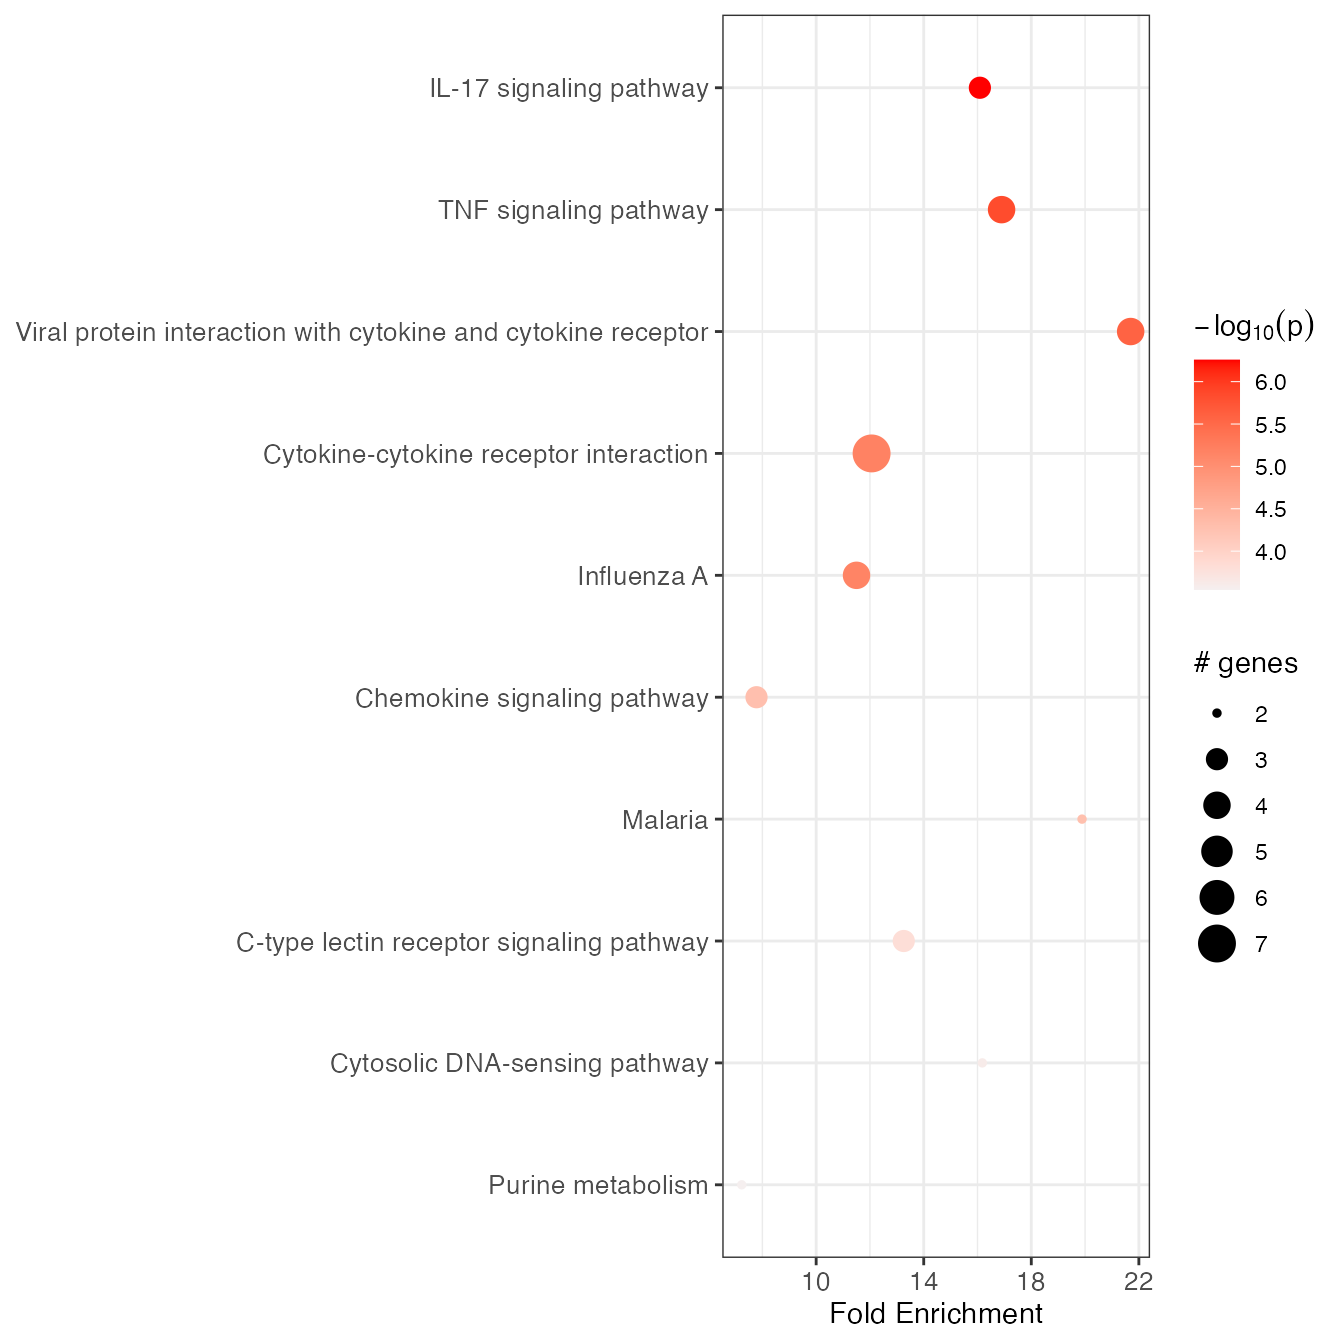 IL-17 signaling pathway
TNF signaling pathway
Viral protein interaction with cytokine and cytokine receptor
Cytokine-cytokine receptor interaction
Influenza A
Chemokine signaling pathway
Malaria
C-type lectin receptor signaling pathway
Cytosolic DNA-sensing pathway
Purine metabolism
10 14 18 22
Fold Enrichment
−log₁₀(p)
6.0
5.5
5.0
4.5
4.0
# genes
2
3
4
5
6
7